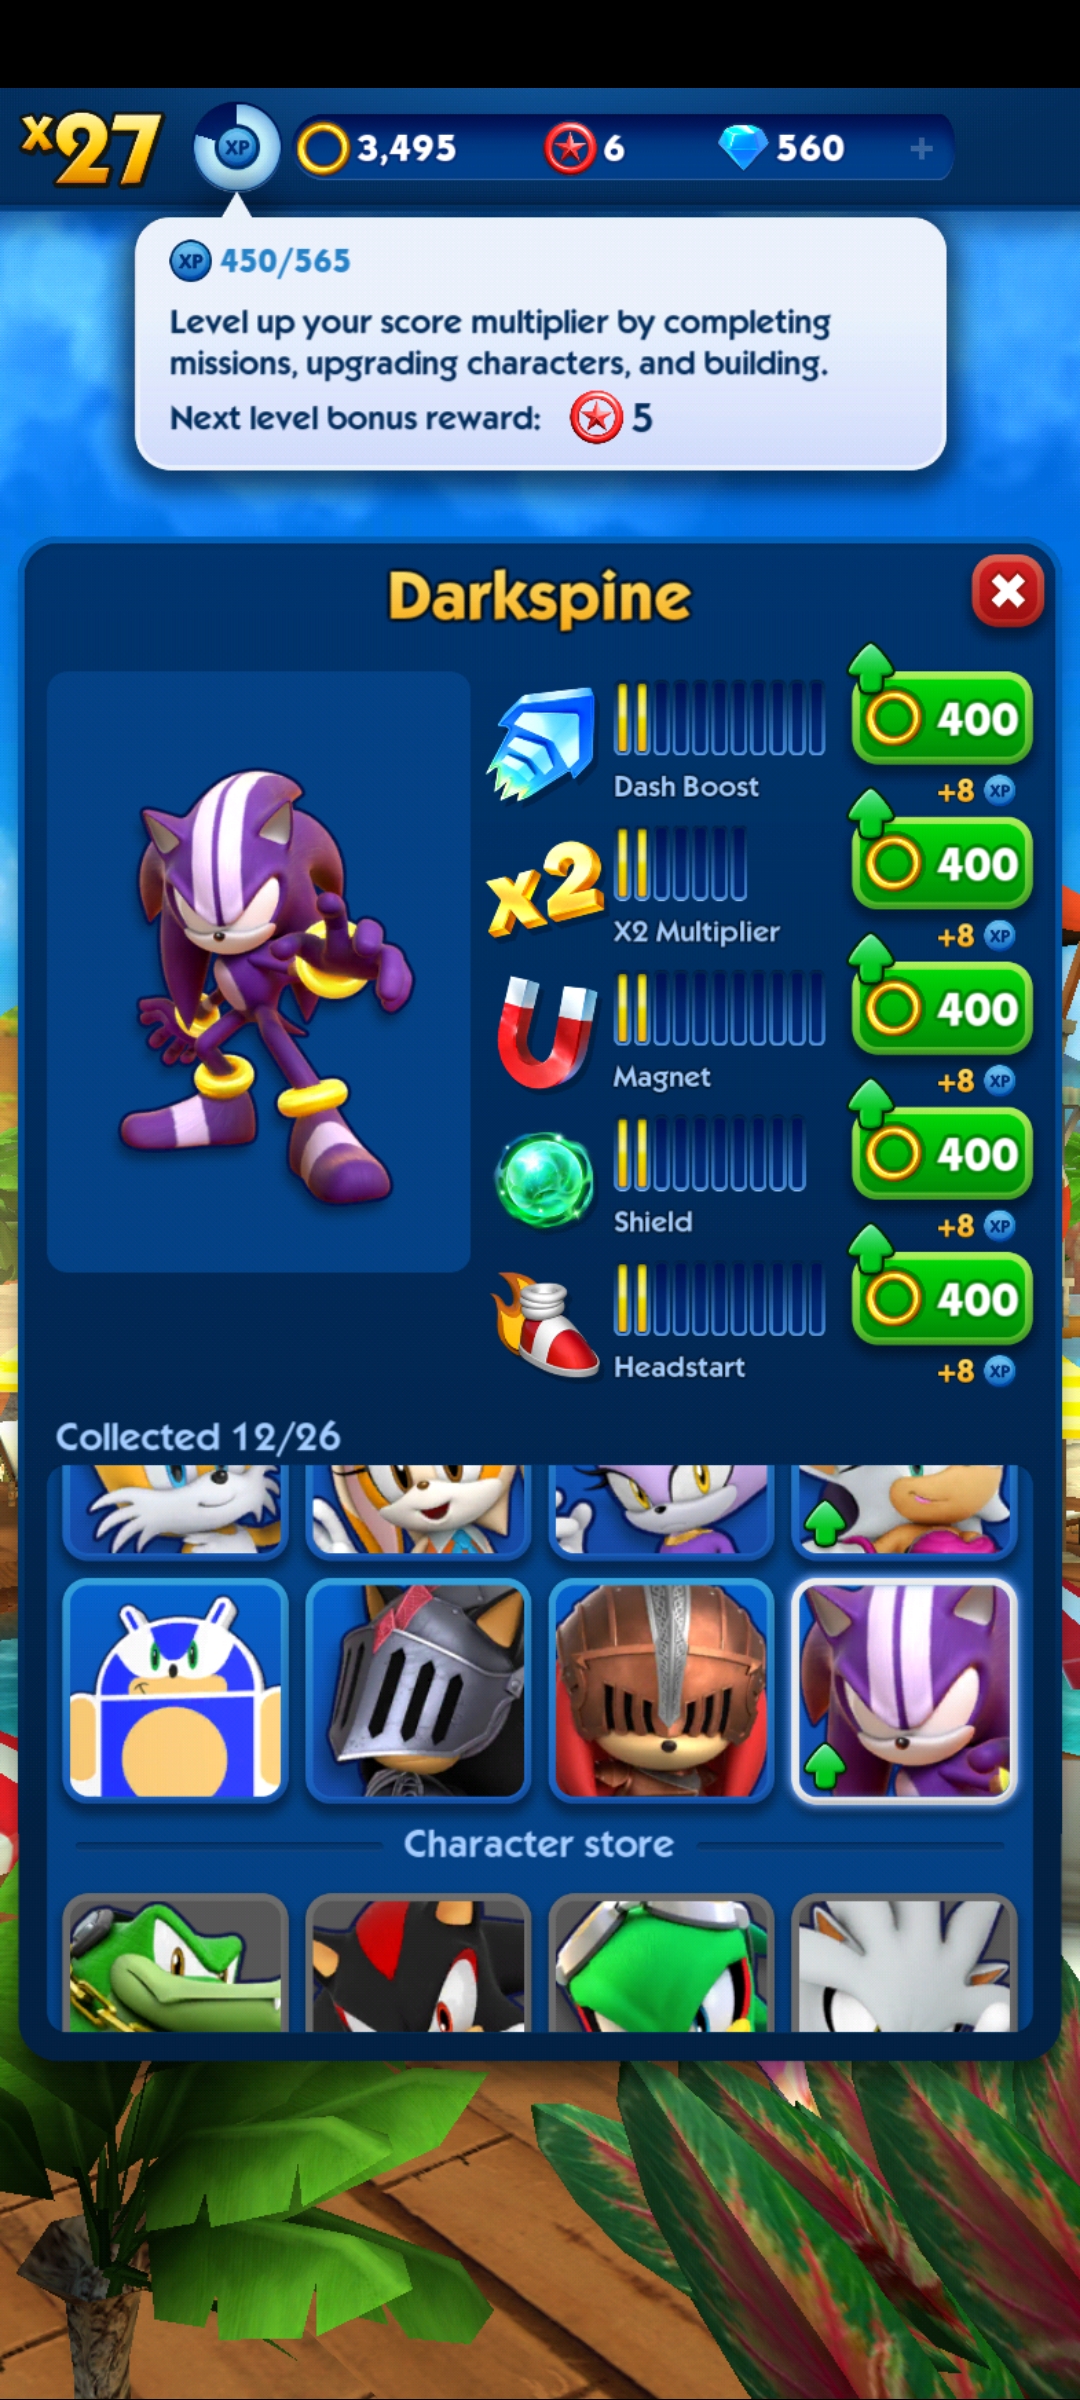 x27
XP
3,495
6
560
+
XP 450/565
Level up your score multiplier by completing
missions, upgrading characters, and building.
Next level bonus reward: 5
Darkspine
400
Dash Boost
+8 XP
x2
400
X2 Multiplier
+8 XP
400
Magnet
+8 XP
400
Shield
+8 XP
400
Headstart
+8 XP
Collected 12/26
Character store